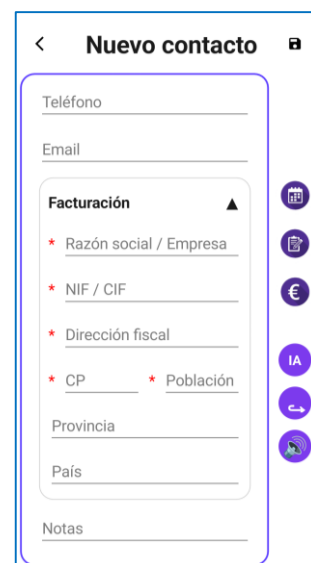 Nuevo contacto
Teléfono
Email
Facturación ▲
* Razón social / Empresa
* NIF / CIF
€
* Dirección fiscal
IA
* CP * Población
Provincia
País
Notas